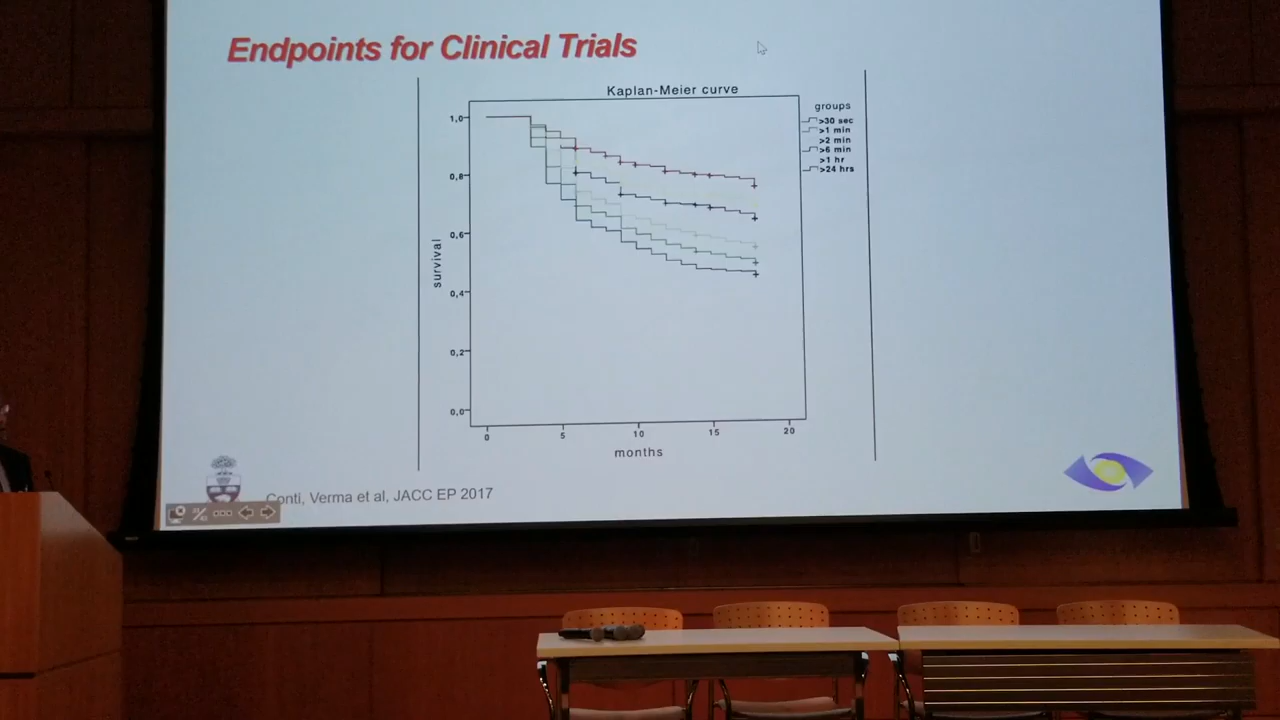 Endpoints for Clinical Trials
Kaplan-Meier curve
groups
>30 sec
>1 min
>2 min
>6 min
>1 hr
>24 hrs
survival
1,0
0,8
0,6
0,4
0,2
0,0
0
5
10
15
20
months
Conti, Verma et al, JACC EP 2017